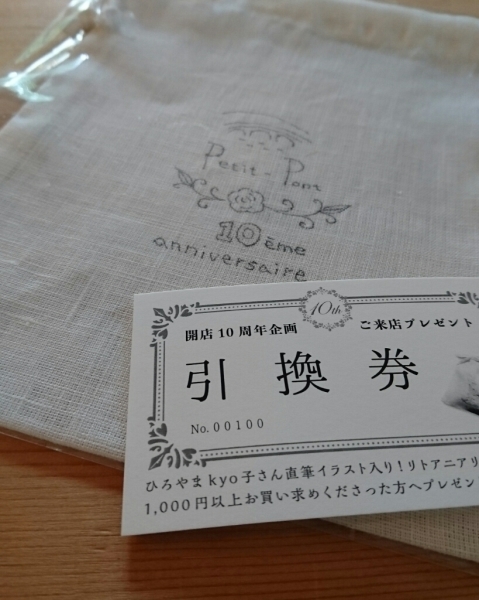 Petit-Pont
10ème
anniversaire
10th
開店10周年企画 ご来店プレゼント
引換券
No.00100
ひろやまkyo子さん直筆イラスト入り!リトアニアリ
1,000円以上お買い求めくださった方へプレゼン